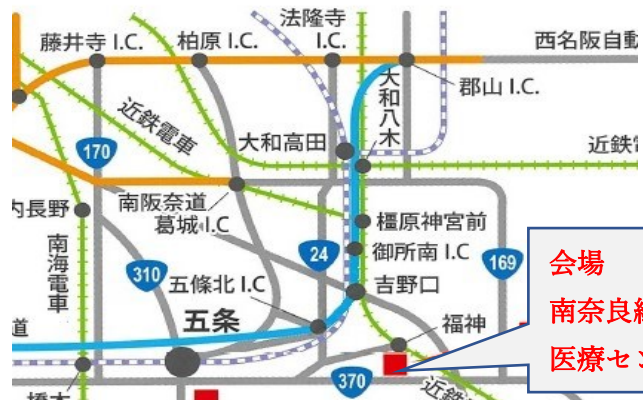 法隆寺
I.C.
藤井寺 I.C.
柏原 I.C.
西名阪自動
郡山 I.C.
大和八木
近鉄電車
大和高田
近鉄
170
南阪奈道
葛城 I.C
内長野
橿原神宮前
南海電車
24
御所南 I.C
169
310
五條北 I.C
吉野口
五条
福神
道
370
橋本
近鉄
会場
南奈良
医療セン